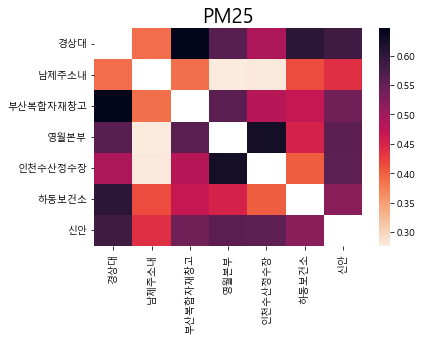 PM25
경상대
남제주소내
부산복합자재창고
영월본부
인천수산정수장
하동보건소
신안
0.60
0.55
0.50
0.45
0.40
0.35
0.30
경상대
남제주소내
부산복합자재창고
영월본부
인천수산정수장
하동보건소
신안